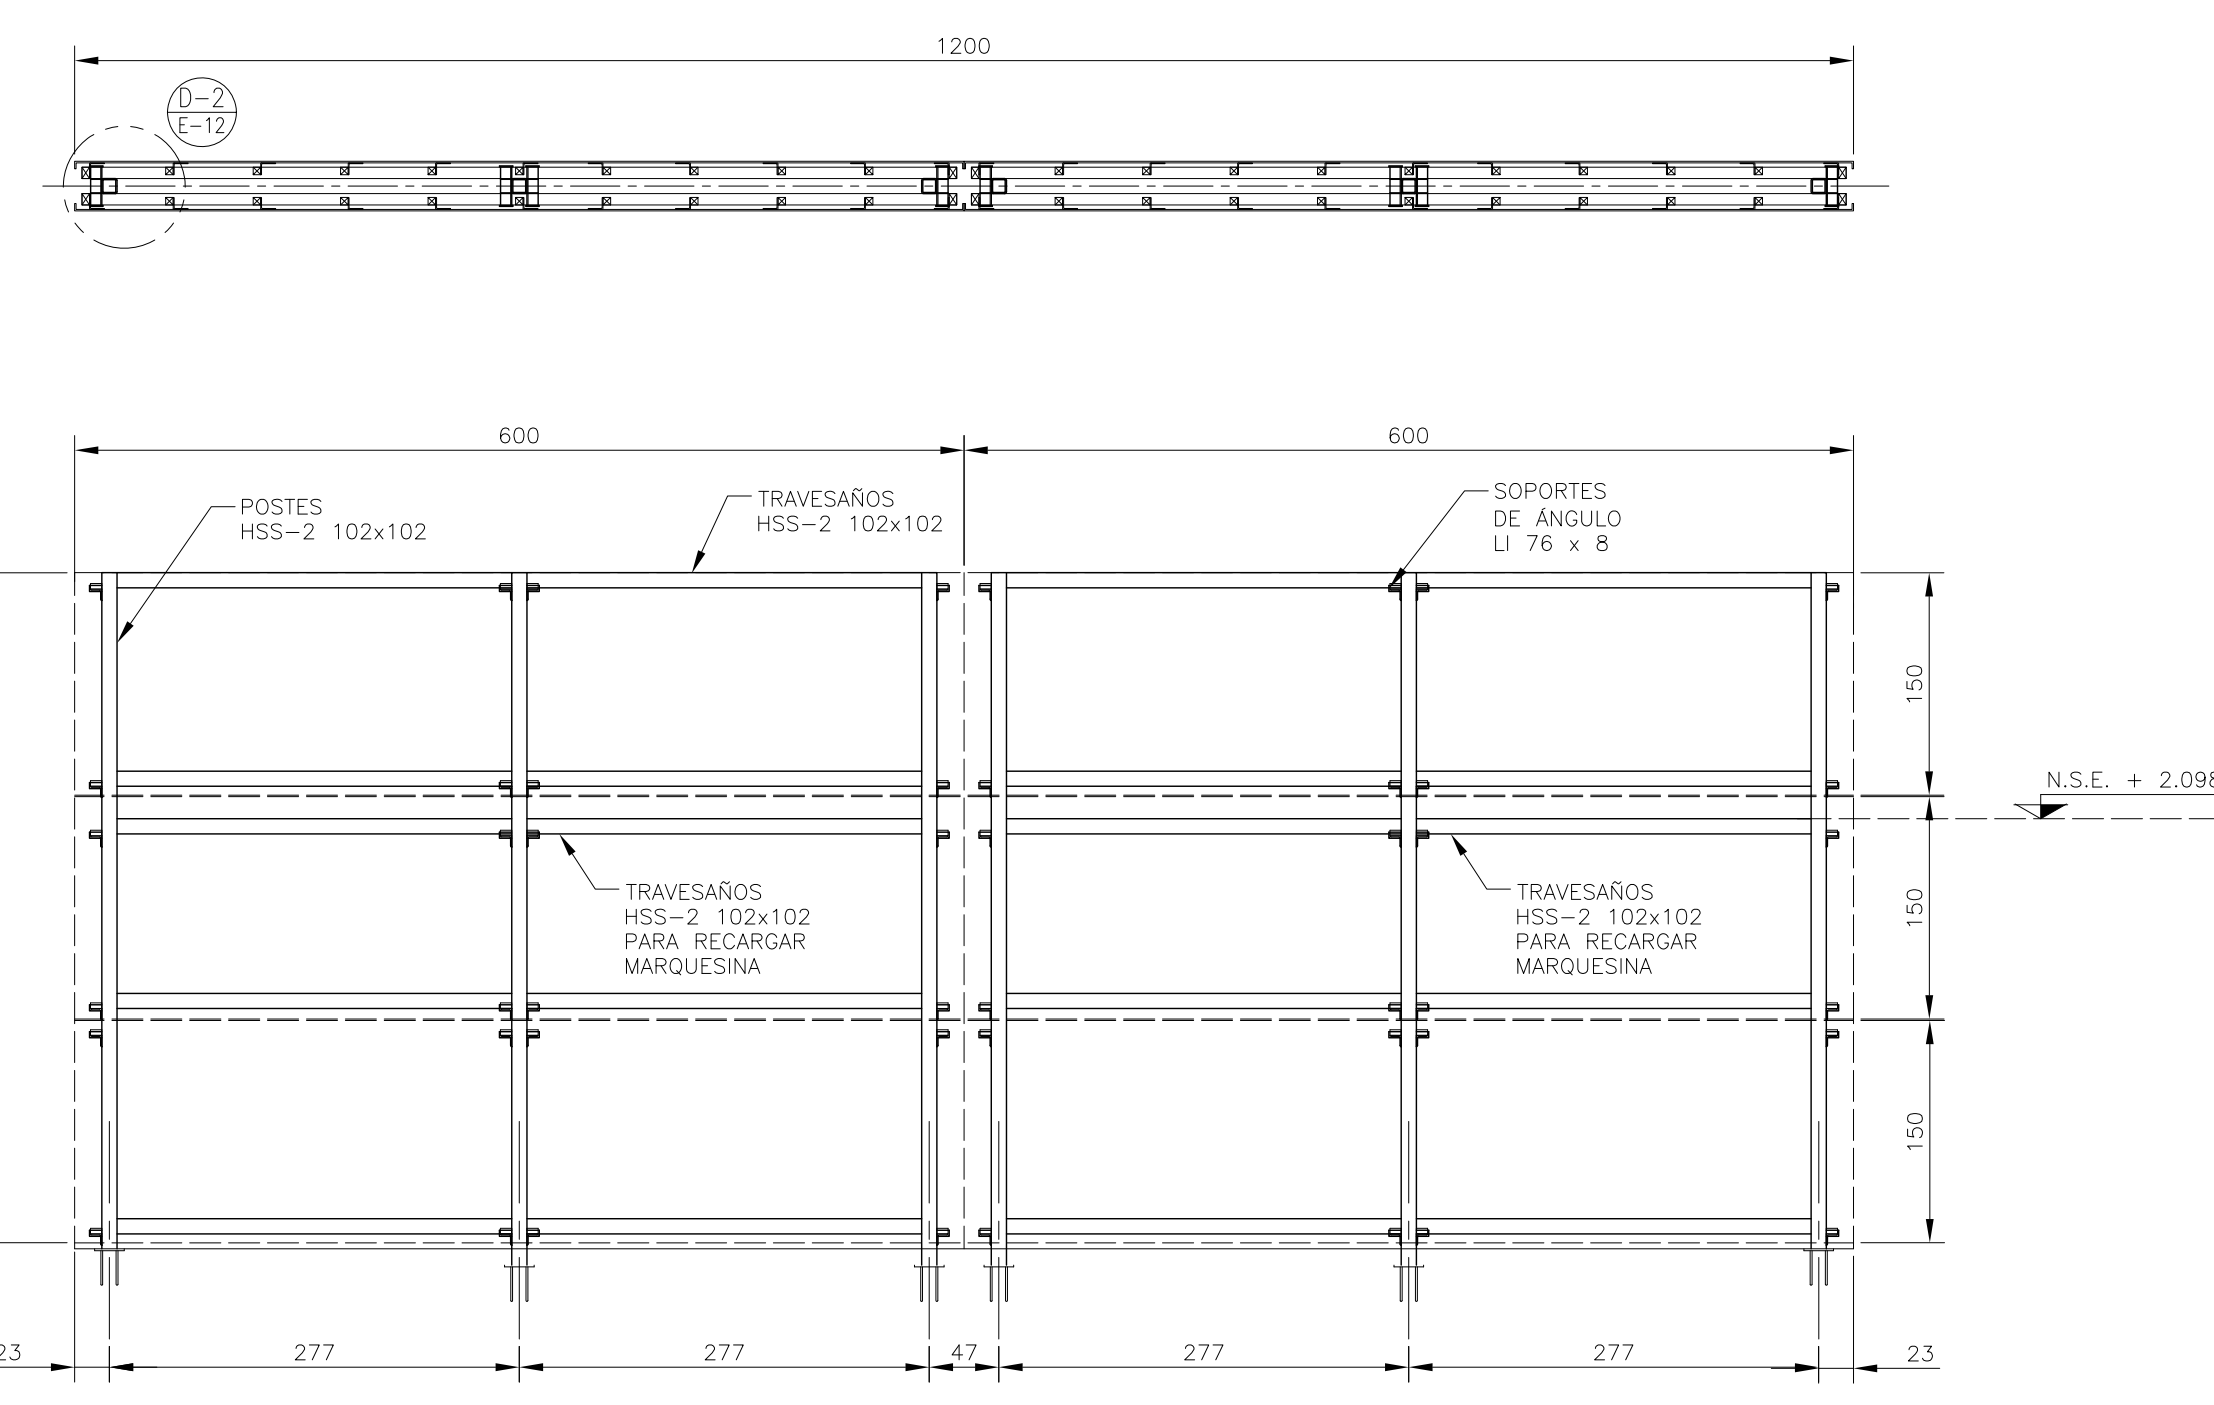 1200
D-2
E-12
600
600
POSTES
HSS-2 102x102
TRAVESAÑOS
HSS-2 102x102
SOPORTES
DE ÁNGULO
LI 76 x 8
150
N.S.E. + 2.098
TRAVESAÑOS
HSS-2 102x102
PARA RECARGAR
MARQUESINA
TRAVESAÑOS
HSS-2 102x102
PARA RECARGAR
MARQUESINA
150
150
23
277
277
47
277
277
23